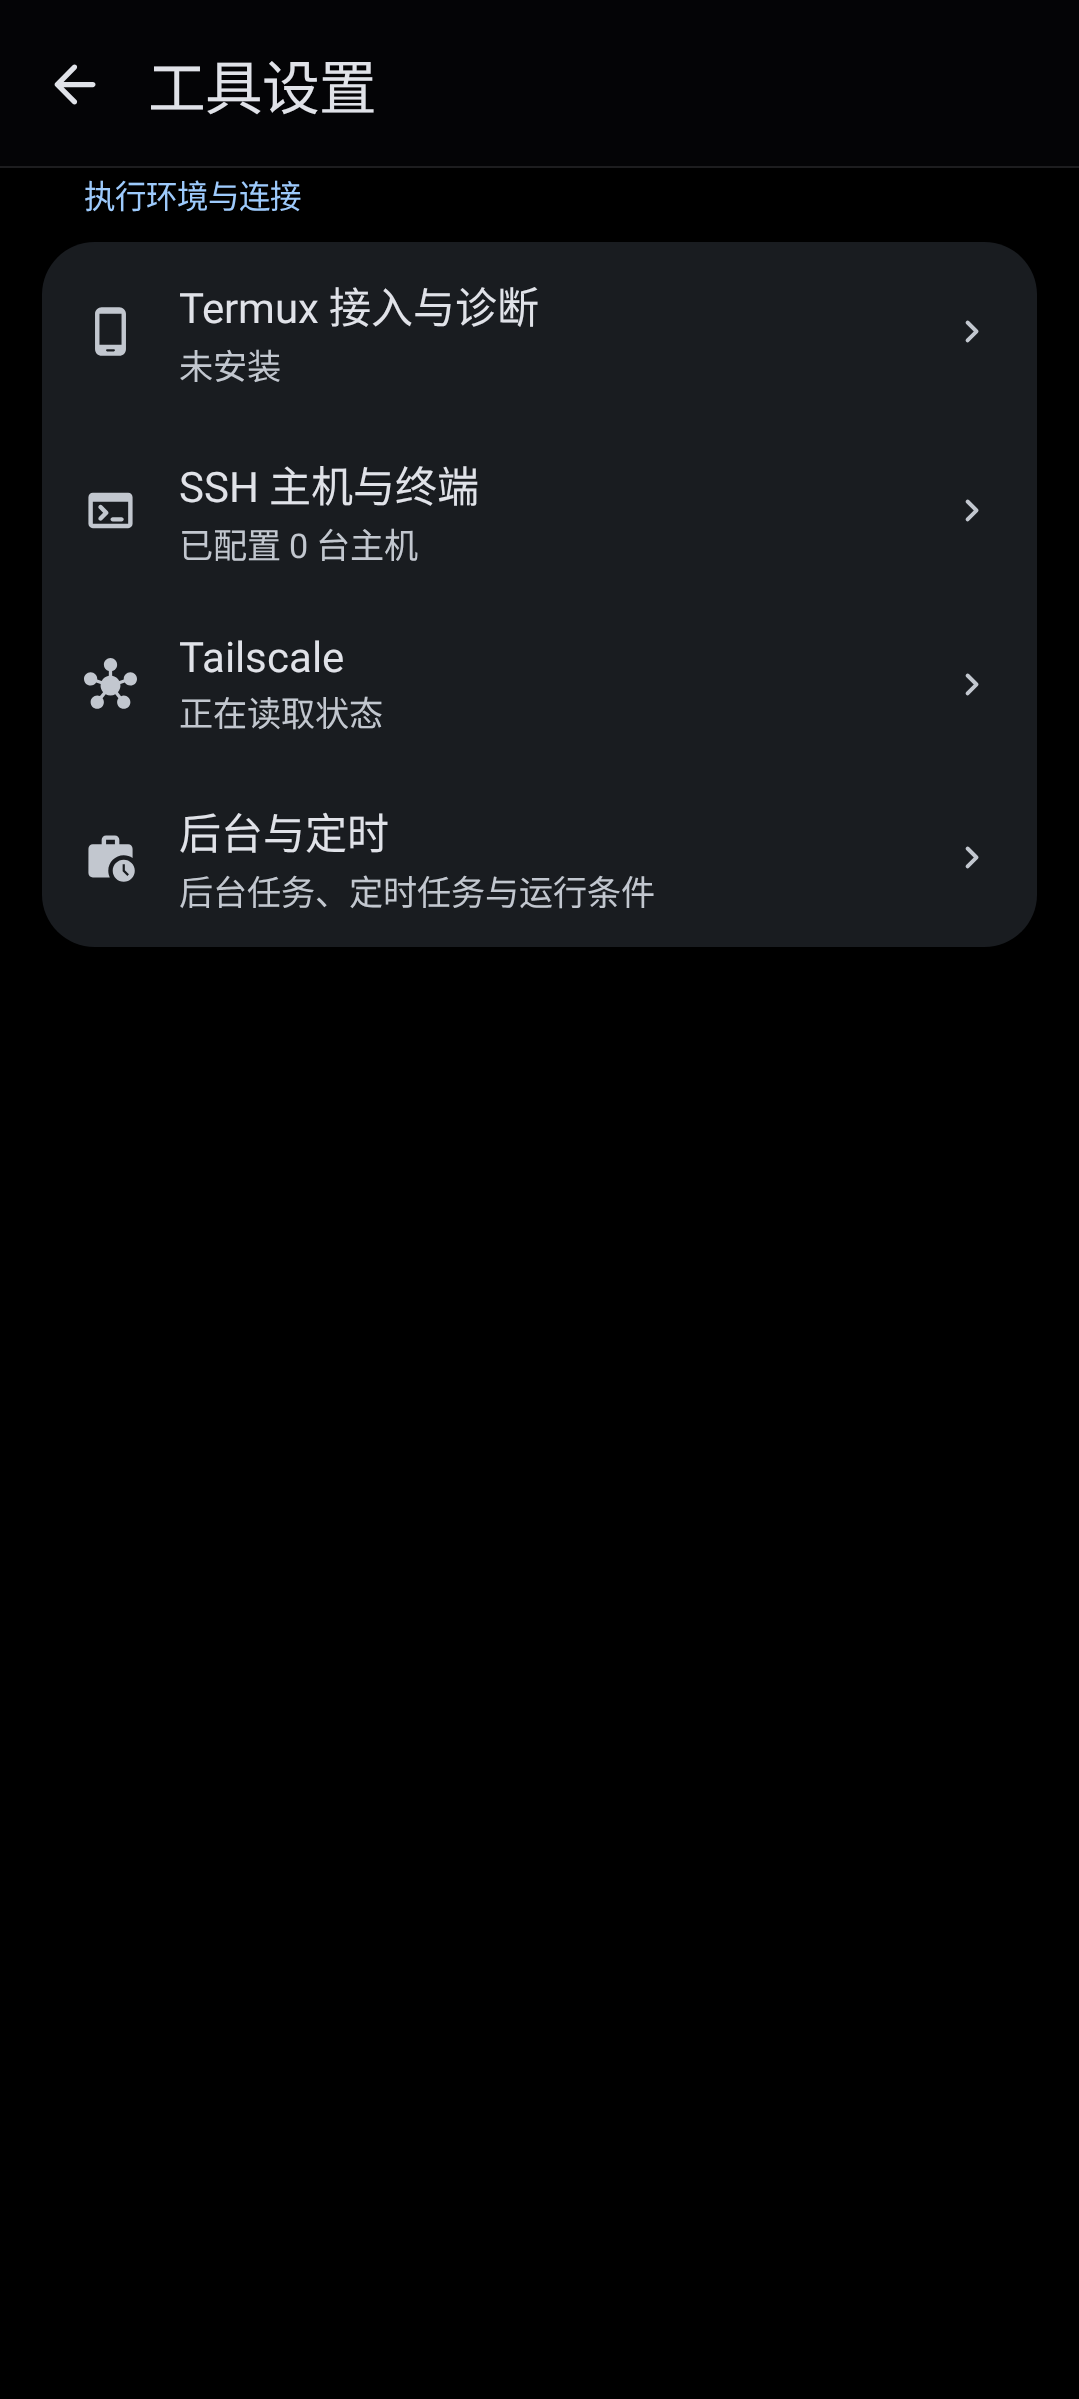 工具设置
执行环境与连接
Termux 接入与诊断
未安装
SSH 主机与终端
已配置 0 台主机
Tailscale
正在读取状态
后台与定时
后台任务、定时任务与运行条件